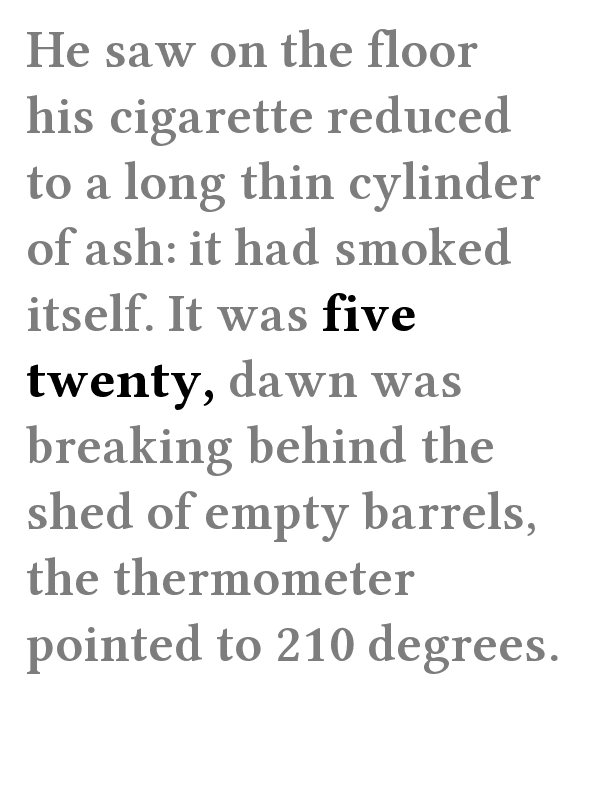 He saw on the floor
his cigarette reduced
to a long thin cylinder
of ash: it had smoked
itself. It was five
twenty, dawn was
breaking behind the
shed of empty barrels,
the thermometer
pointed to 210 degrees.